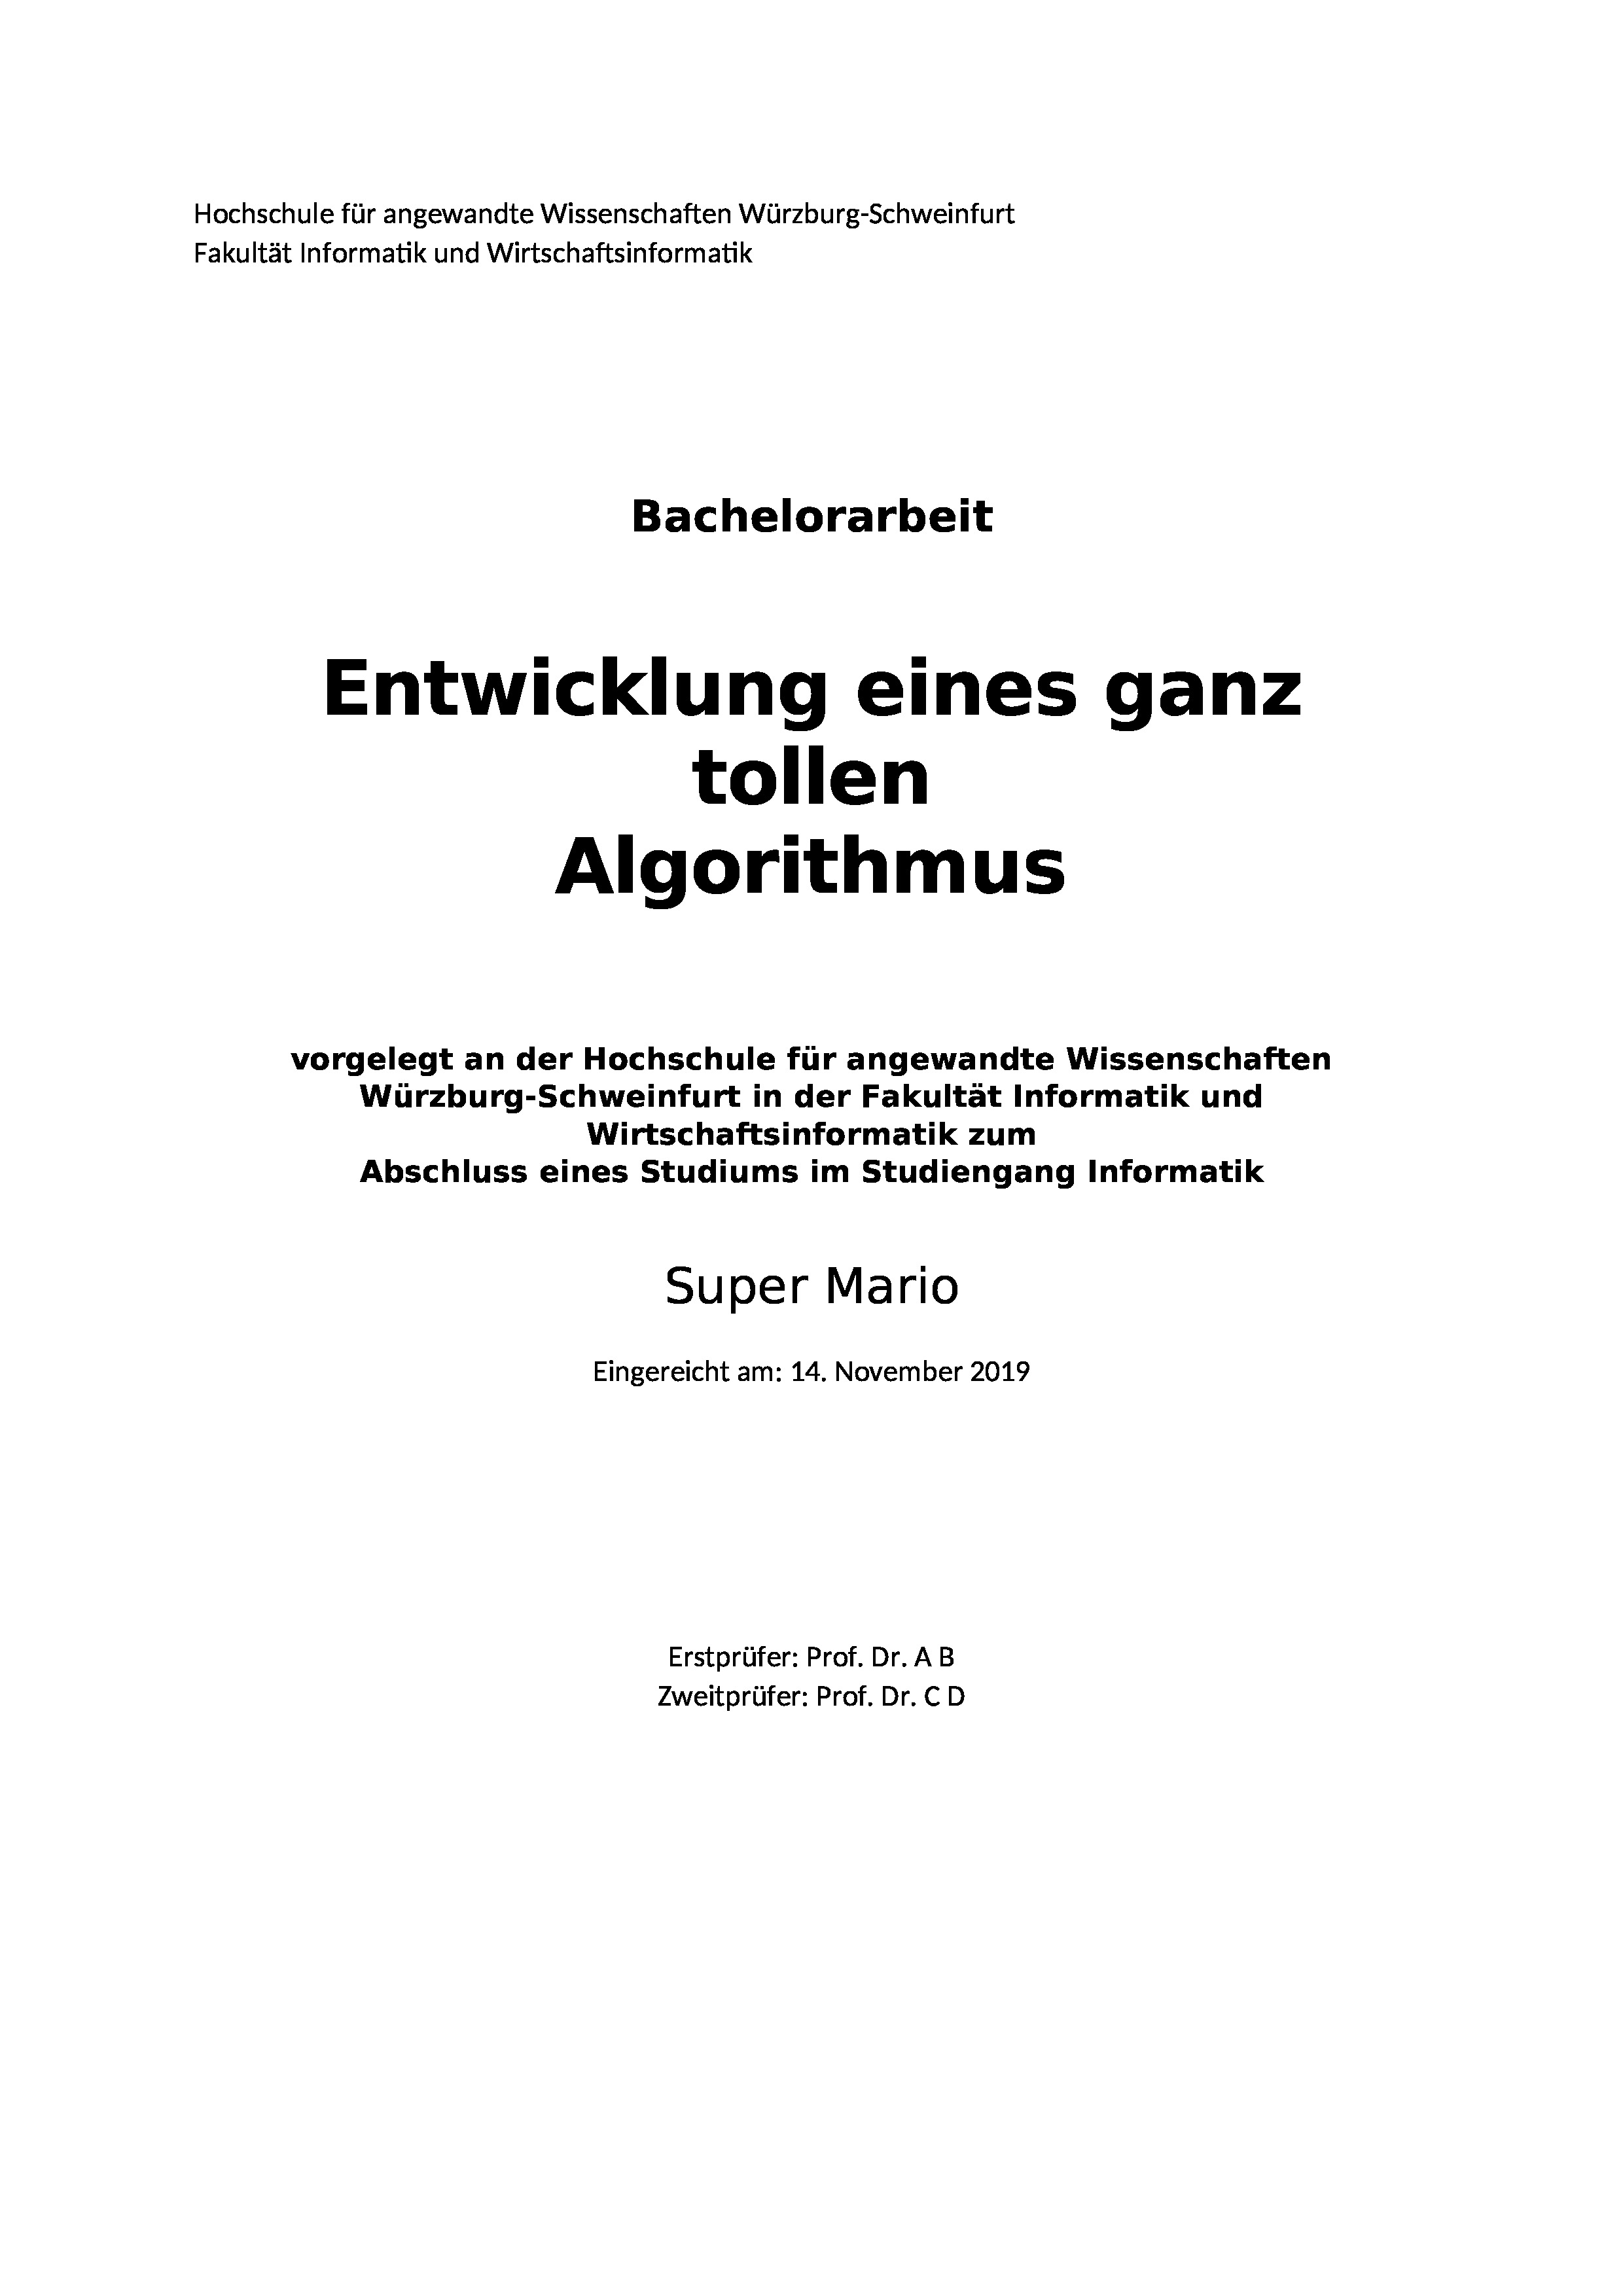 Hochschule für angewandte Wissenschaften Würzburg-Schweinfurt
Fakultät Informatik und Wirtschaftsinformatik
Bachelorarbeit
Entwicklung eines ganz
tollen
Algorithmus
vorgelegt an der Hochschule für angewandte Wissenschaften
Würzburg-Schweinfurt in der Fakultät Informatik und
Wirtschaftsinformatik zum
Abschluss eines Studiums im Studiengang Informatik
Super Mario
Eingereicht am: 14. November 2019
Erstprüfer: Prof. Dr. A B
Zweitprüfer: Prof. Dr. C D